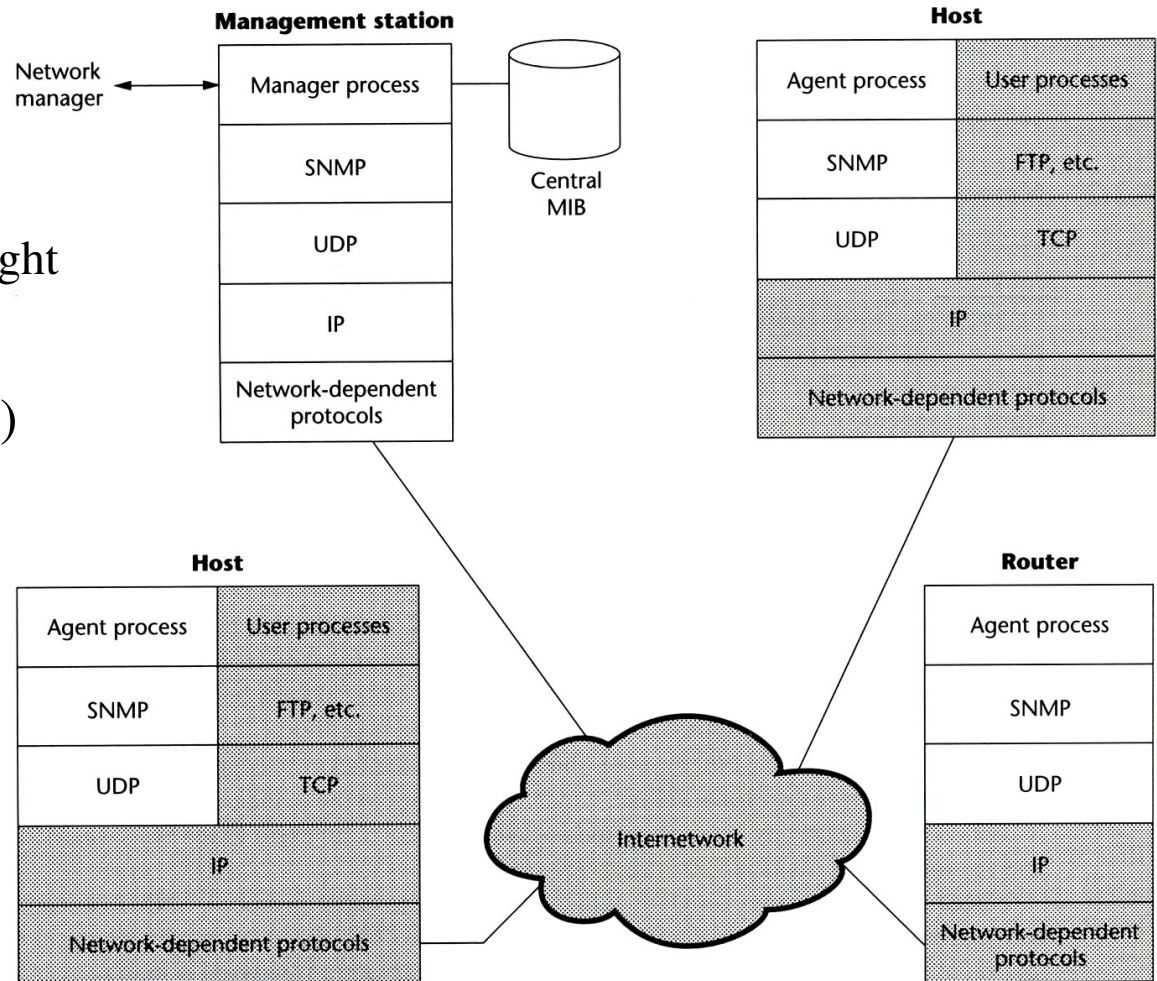 Management station
Network
manager
Manager process
SNMP
UDP
IP
Network-dependent
protocols
Central
MIB
Host
Agent process
User processes
SNMP
FTP, etc.
UDP
TCP
IP
Network-dependent protocols
ght
)
Host
Agent process
User processes
SNMP
FTP, etc.
UDP
TCP
IP
Network-dependent protocols
Internetwork
Router
Agent process
SNMP
UDP
IP
Network-dependent
protocols